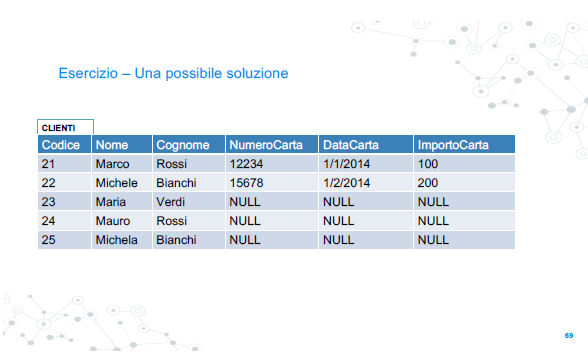 Esercizio – Una possibile soluzione
CLIENTI
Codice Nome Cognome NumeroCarta DataCarta ImportoCarta
21 Marco Rossi 12234 1/1/2014 100
22 Michele Bianchi 15678 1/2/2014 200
23 Maria Verdi NULL NULL NULL
24 Mauro Rossi NULL NULL NULL
25 Michela Bianchi NULL NULL NULL
69